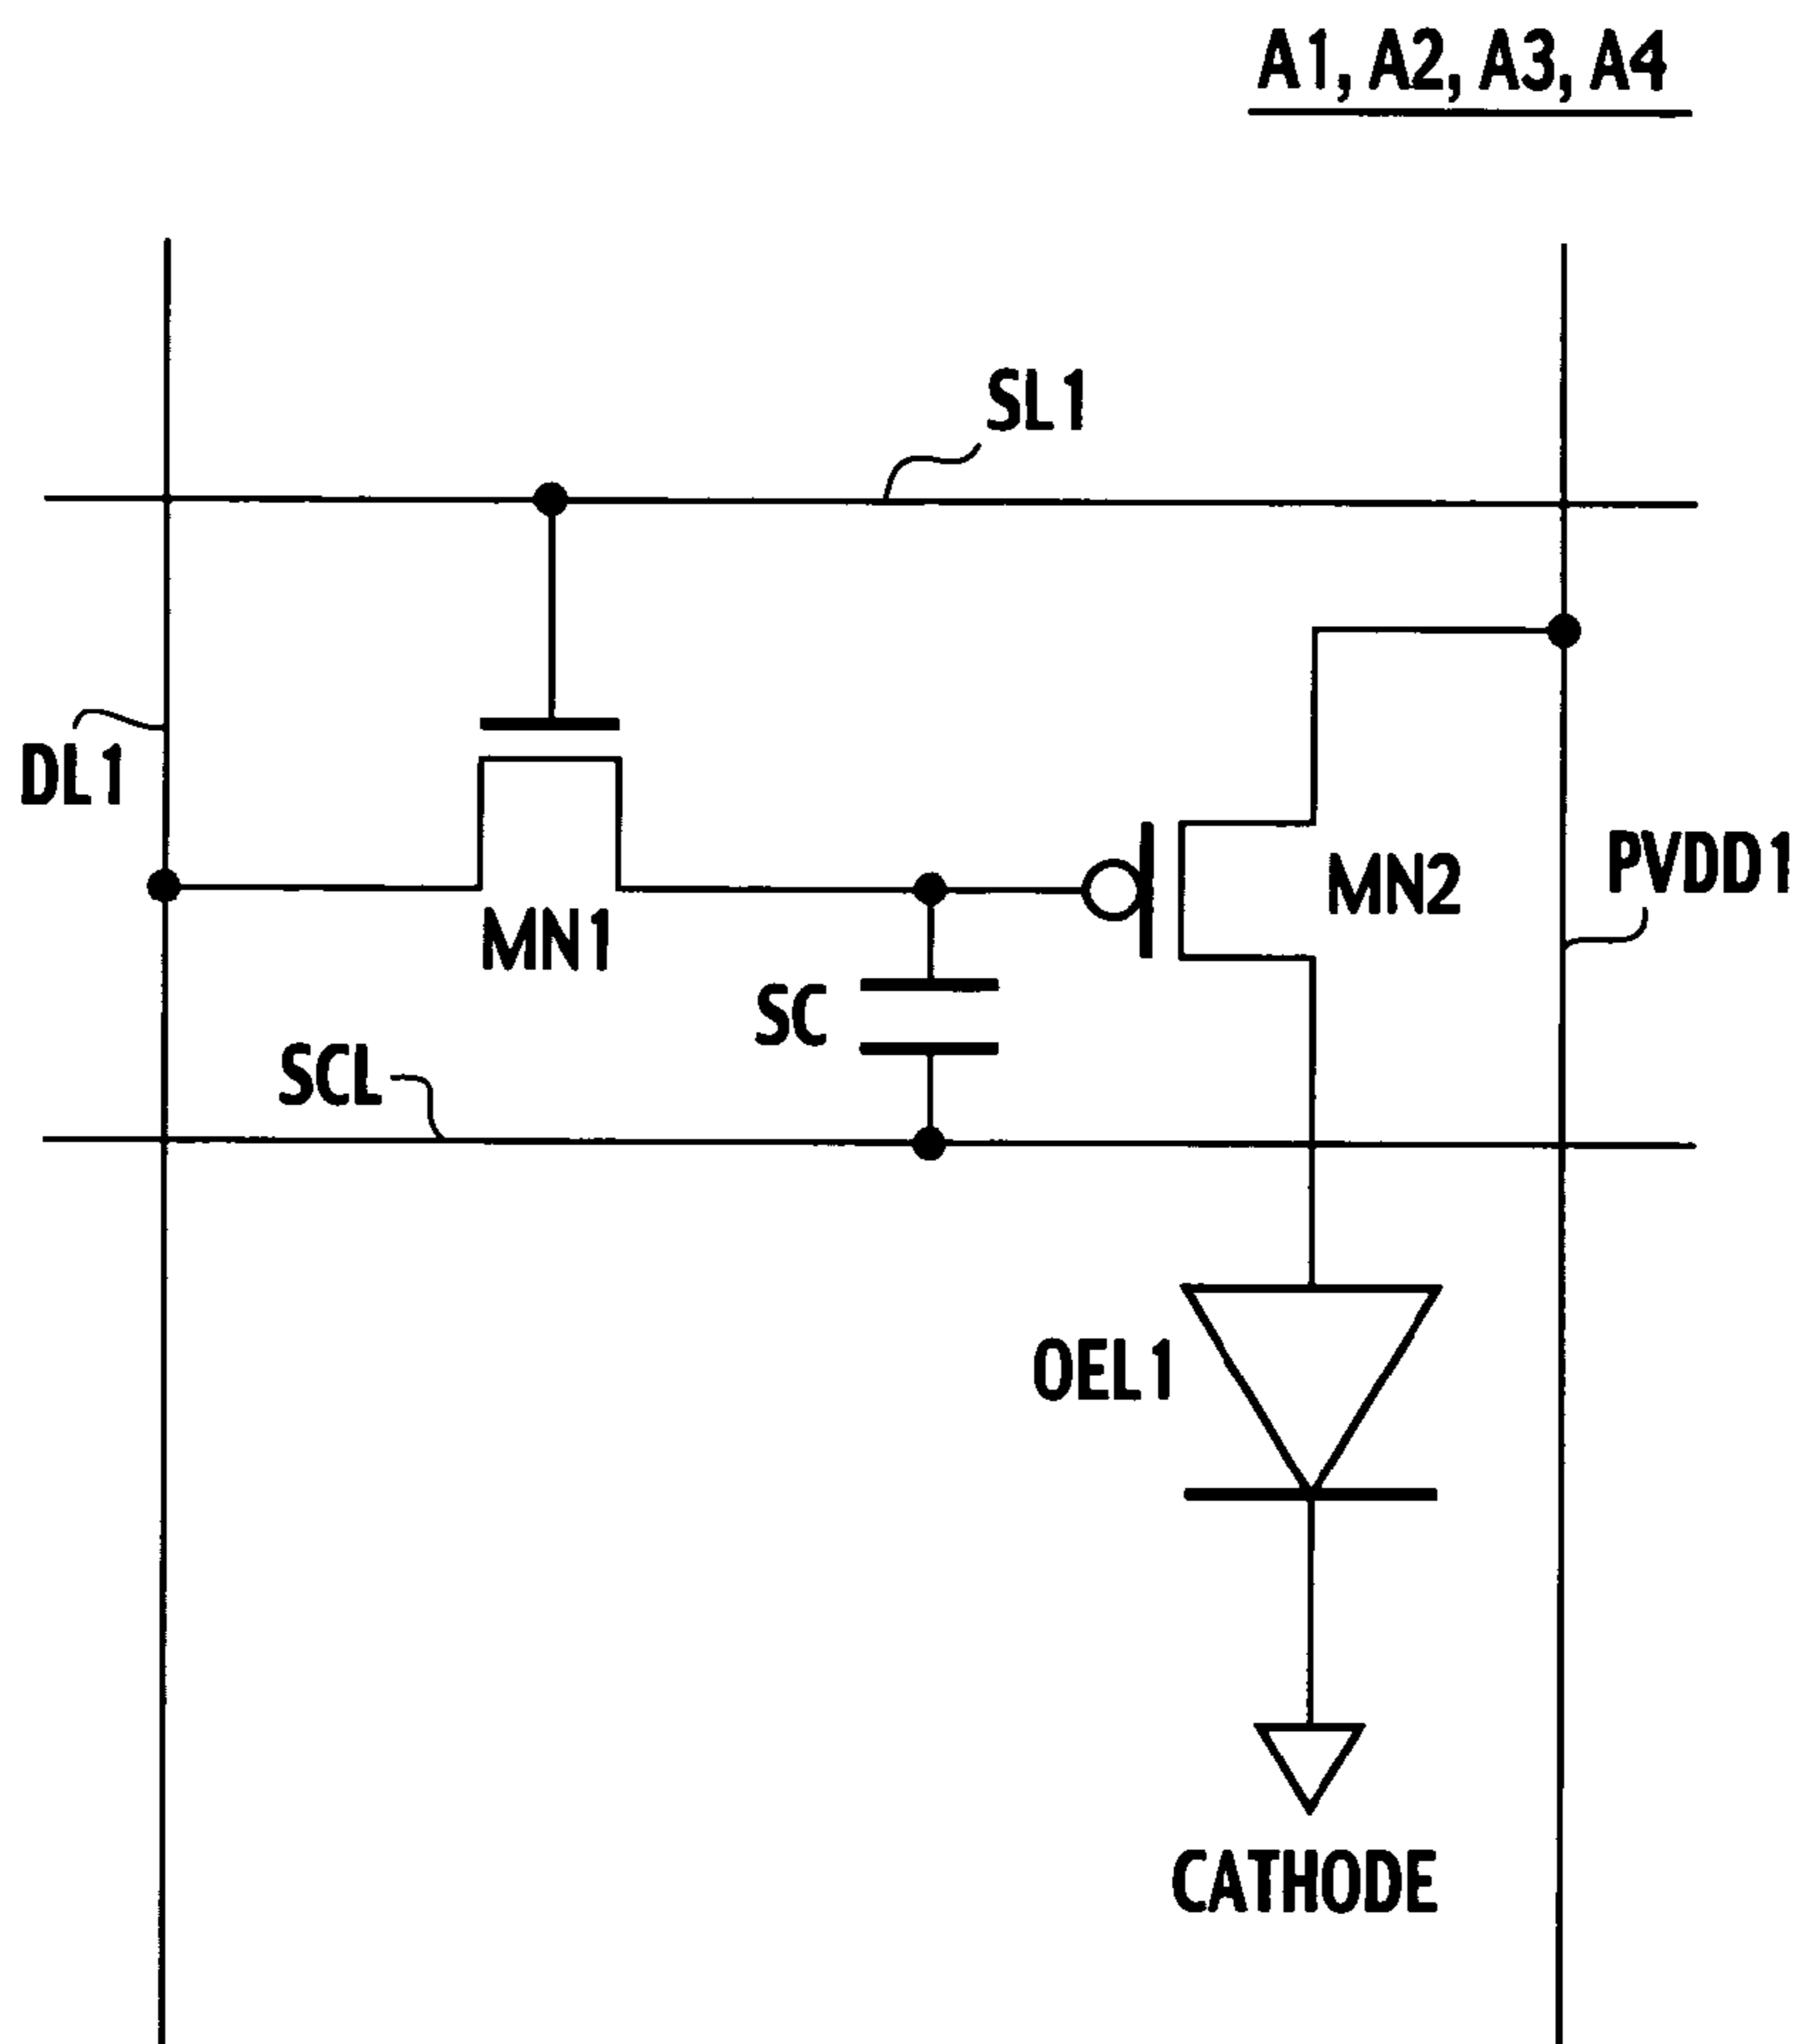 A1, A2, A3, A4
SL1
DL1
PVDD1
MN2
MN1
SC
SCL
OEL1
CATHODE